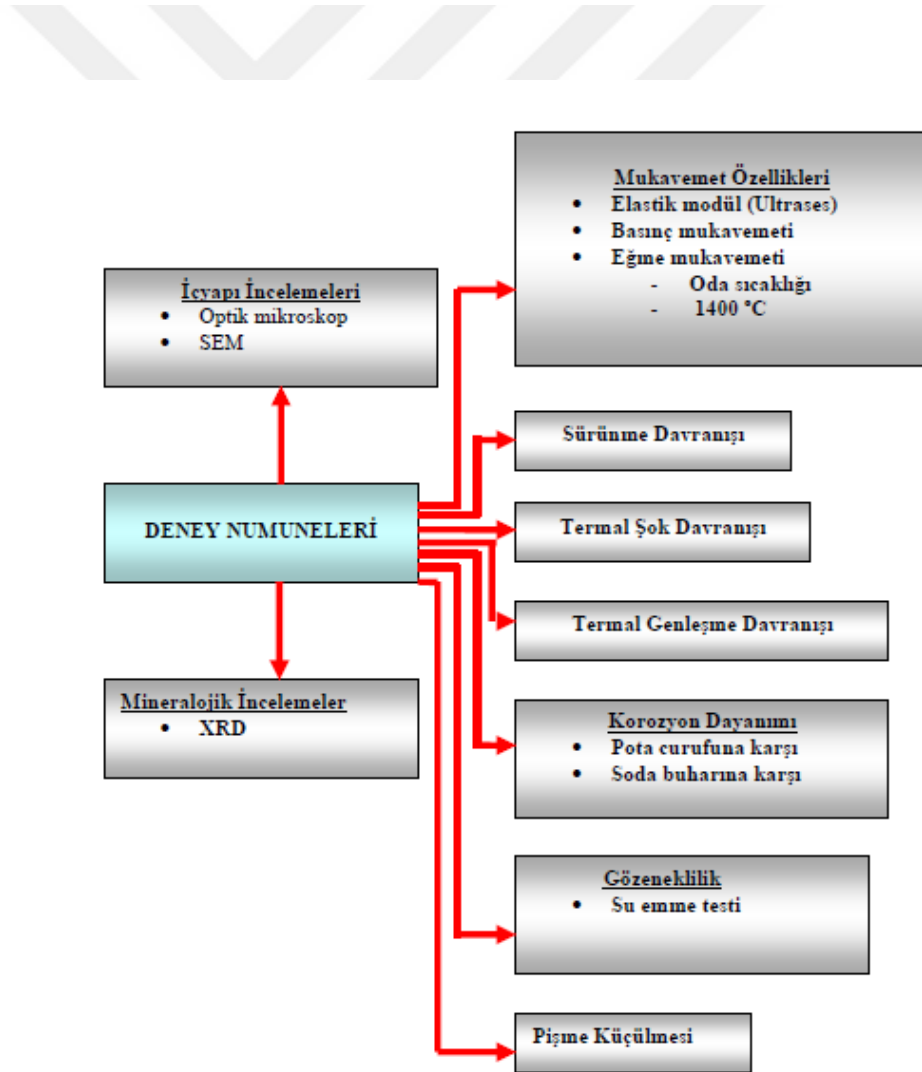 Mukavemet Özellikleri
• Elastik modül (Ultrases)
• Basınç mukavemeti
• Eğme mukavemeti
- Oda sıcaklığı
- 1400 °C
İçyapı İncelemeleri
• Optik mikroskop
• SEM
Sürünme Davranışı
DENEY NUMUNELERİ
Termal Şok Davranışı
Termal Genleşme Davranışı
Mineralojik İncelemeler
• XRD
Korozyon Dayanımı
• Pota curufuna karşı
• Soda buharına karşı
Gözeneklilik
• Su emme testi
Pişme Küçülmesi